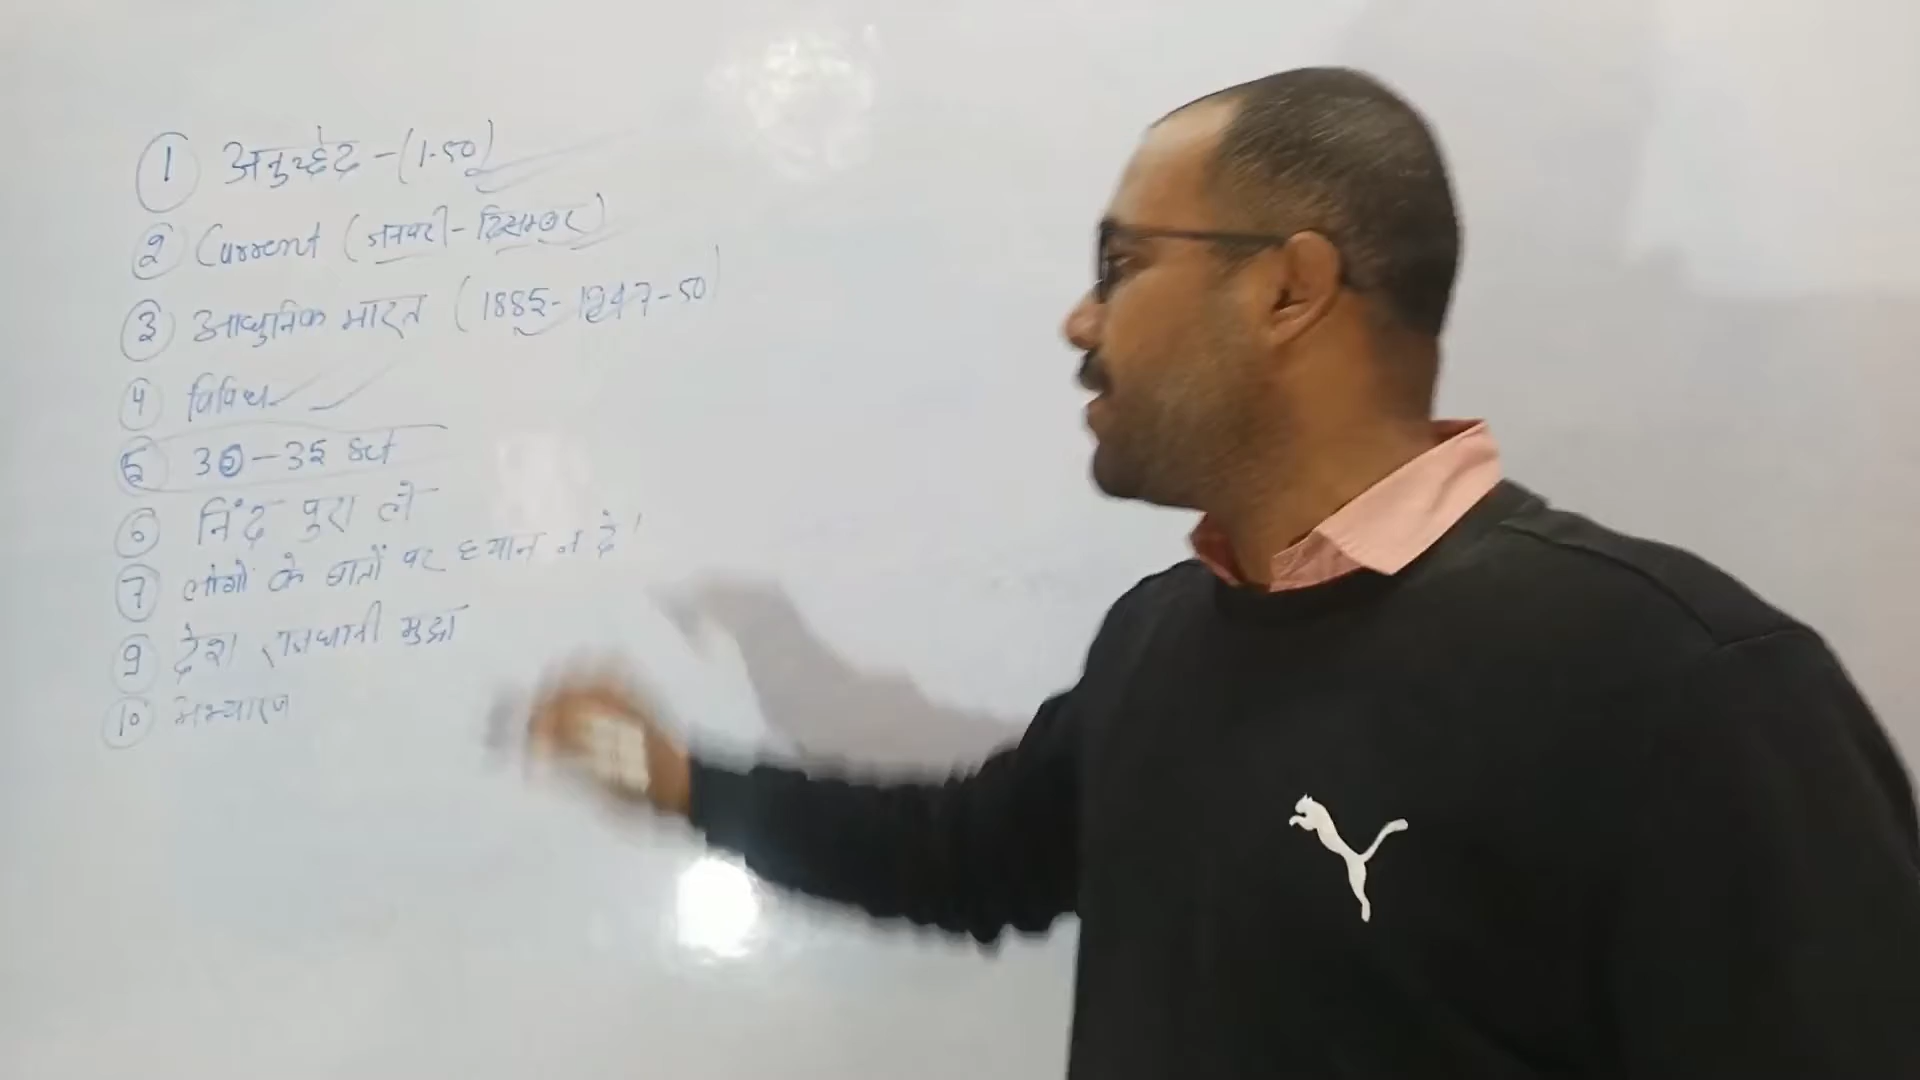 1 अनुच्छेद - (1-50)
2 Current (जनवरी - दिसम्बर)
3 आधुनिक भारत (1885 - 1947 - 50)
4 विविध
5 30 - 35 Set
6 निंद पुरा ले
7 लोगों के बातों पर ध्यान न दे।
9 देश राजधानी मुद्रा
10